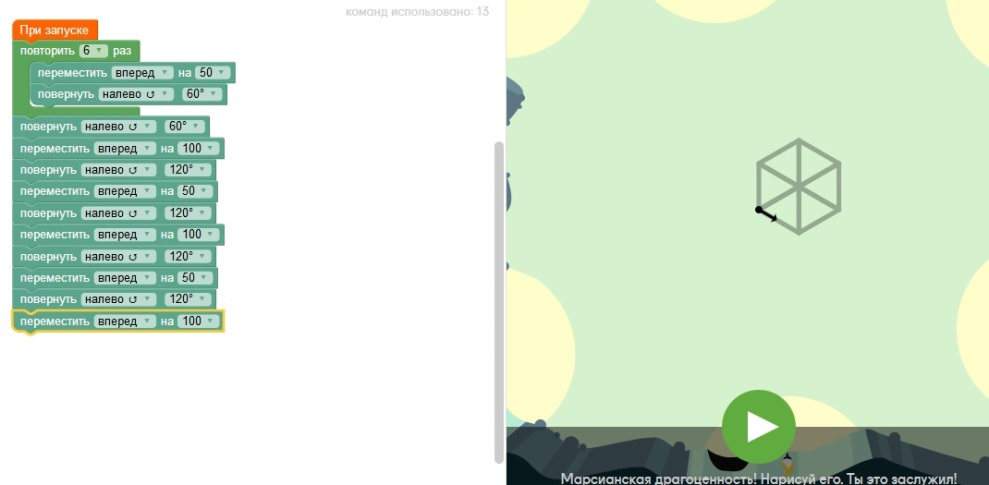 команд использовано: 13
При запуске
повторить 6 раз
переместить вперед на 50
повернуть налево ↺ 60°
повернуть налево ↺ 60°
переместить вперед на 100
повернуть налево ↺ 120°
переместить вперед на 50
повернуть налево ↺ 120°
переместить вперед на 100
повернуть налево ↺ 120°
переместить вперед на 50
повернуть налево ↺ 120°
переместить вперед на 100
Марсианская драгоценность! Нарисуй его. Ты это заслужил!